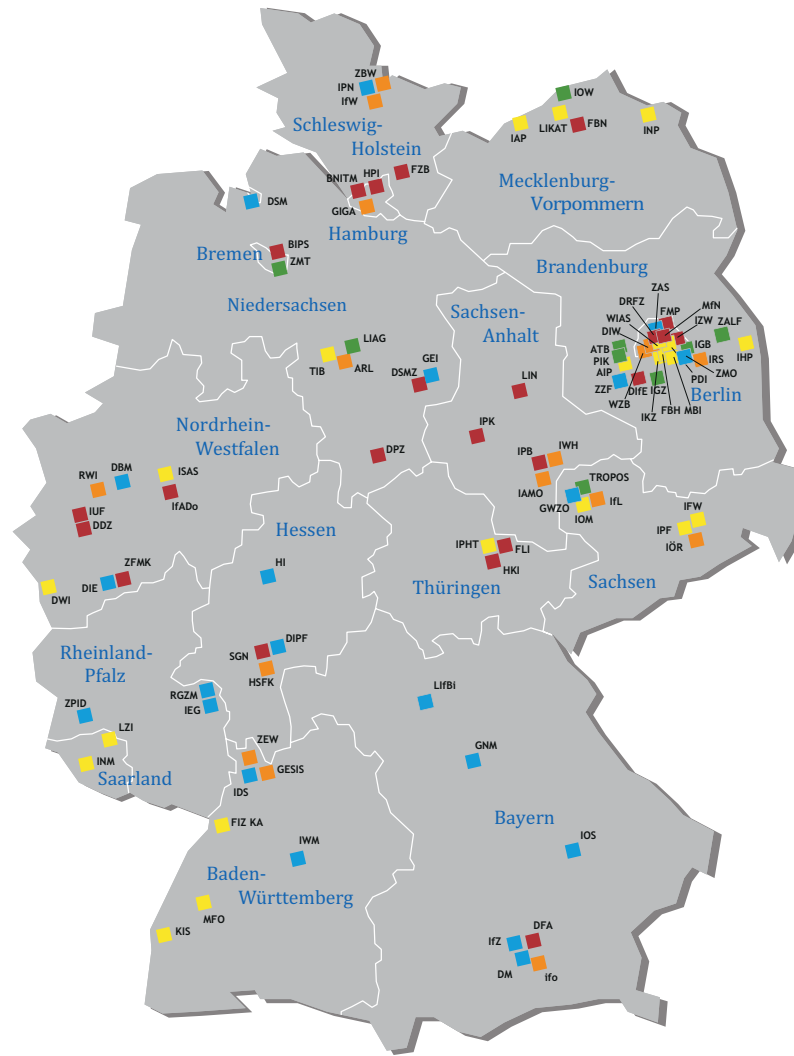 ZBW
IPN
IfW
Schleswig-
Holstein
IOW
IAP
LIKAT
FBN
INP
Mecklenburg-
Vorpommern
BNITM
HPI
FZB
GIGA
Hamburg
DSM
Bremen
BIPS
ZMT
Niedersachsen
Brandenburg
ZAS
DRFZ
FMP
MfN
WIAS
IZW
DIW
ZALF
ATB
IGB
IHP
PIK
IRS
AIP
ZMO
ZZF
DIfE
IGZ
PDI
Berlin
WZB
FBH
MBI
IKZ
Sachsen-
Anhalt
LIAG
TIB
ARL
GEI
DSMZ
LIN
IPK
DPZ
IPB
IWH
IAMO
Nordrhein-
Westfalen
RWI
DBM
ISAS
IfADo
IUF
DDZ
ZFMK
DIE
DWI
TROPOS
GWZO
IfL
IOM
IFW
IPF
IÖR
Sachsen
Hessen
HI
IPHT
FLI
HKI
Thüringen
Rheinland-
Pfalz
SGN
DIPF
HSFK
RGZM
IEG
ZPID
LZI
INM
Saarland
LIfBi
GNM
ZEW
GESIS
IDS
FIZ KA
IWM
Bayern
IOS
Baden-
Württemberg
MFO
KIS
IfZ
DFA
DM
ifo